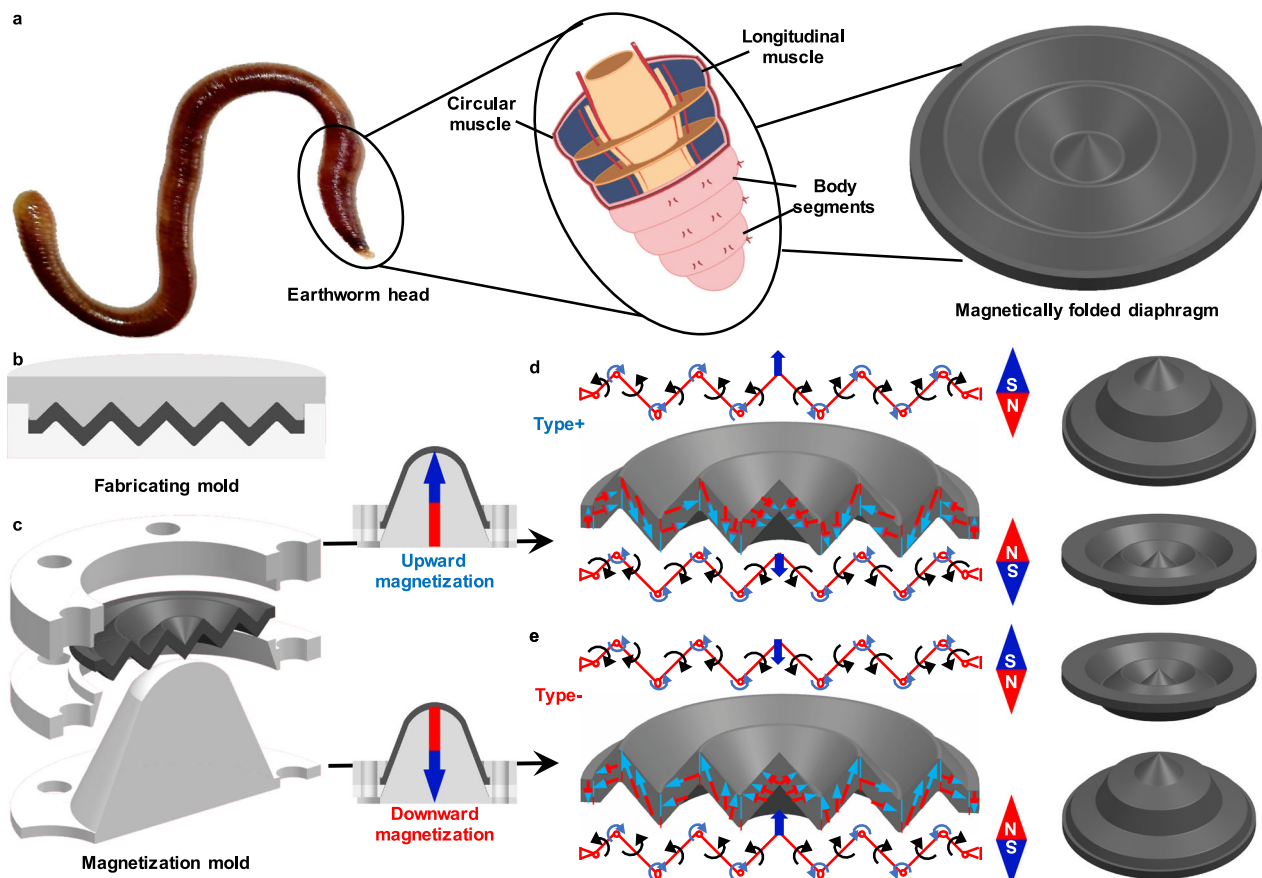 a
Longitudinal
muscle
Circular
muscle
Body
segments
Earthworm head
Magnetically folded diaphragm
b
Fabricating mold
c
Magnetization mold
Upward
magnetization
Downward
magnetization
d
Type+
S
N
N
S
e
Type-
S
N
N
S